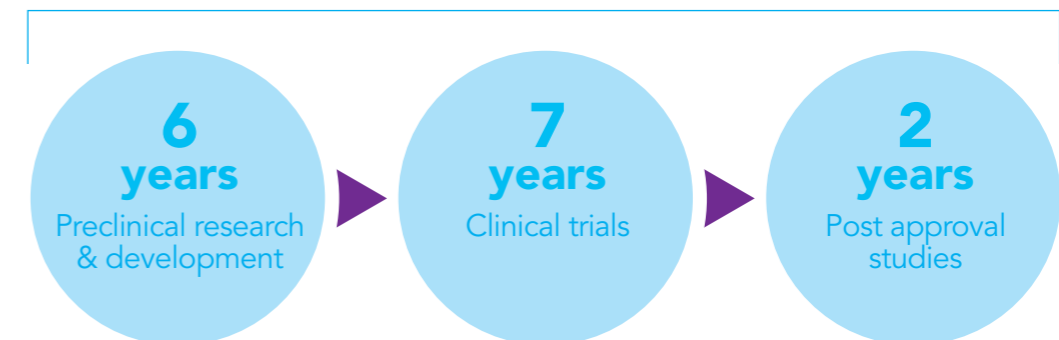 6
years
Preclinical research
& development
7
years
Clinical trials
2
years
Post approval
studies